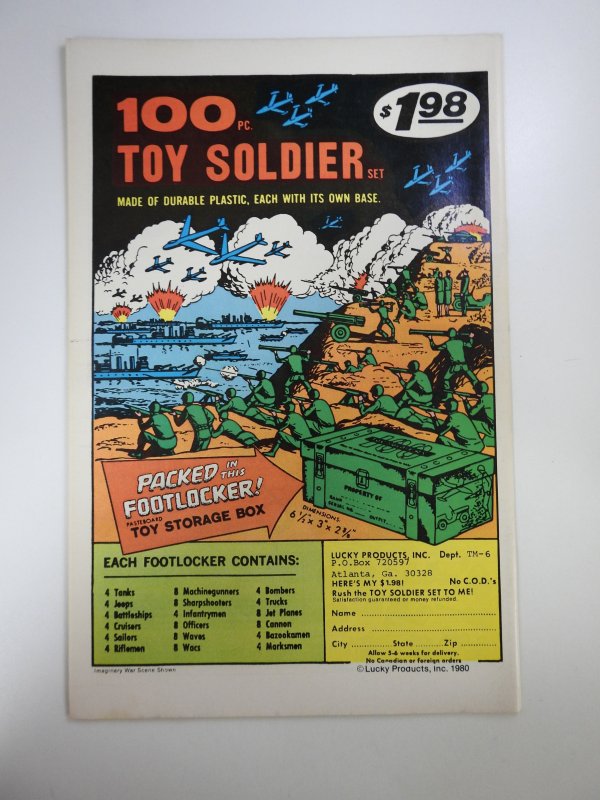 100 PC.
$1.98
TOY SOLDIER SET
MADE OF DURABLE PLASTIC, EACH WITH ITS OWN BASE.
PACKED IN THIS
FOOTLOCKER!
PASTEBOARD
TOY STORAGE BOX
PROPERTY OF
NAME
SERIAL NO. OUTFIT
DIMENSIONS:
6 1/2" x 3" x 2 3/8"
EACH FOOTLOCKER CONTAINS:
4 Tanks
4 Jeeps
4 Battleships
4 Cruisers
4 Sailors
4 Riflemen
8 Machinegunners
8 Sharpshooters
4 Infantrymen
8 Officers
8 Waves
8 Wacs
4 Bombers
4 Trucks
8 Jet Planes
8 Cannon
4 Bazookamen
4 Marksmen
LUCKY PRODUCTS, INC. Dept. TM-6
P.O.Box 720597
Atlanta, Ga. 30328
HERE'S MY $1.98! No C.O.D.'s
Rush the TOY SOLDIER SET TO ME!
Satisfaction guaranteed or money refunded.
Name
Address
City State Zip
Allow 5-6 weeks for delivery.
No Canadian or foreign orders
Imaginary War Scene Shown
©Lucky Products, Inc. 1980